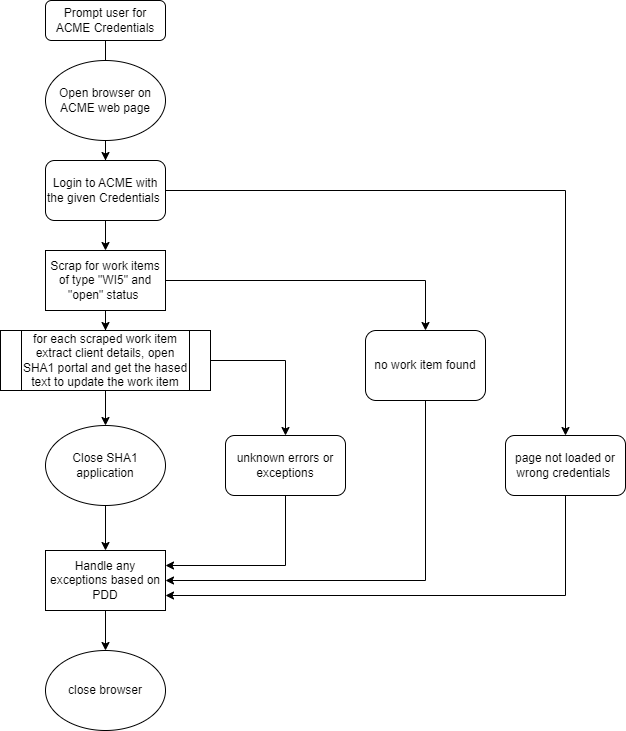 Prompt user for
ACME Credentials
Open browser on
ACME web page
Login to ACME with
the given Credentials
Scrap for work items
of type "WI5" and
"open" status
for each scraped work item
extract client details, open
SHA1 portal and get the hased
text to update the work item
no work item found
Close SHA1
application
unknown errors or
exceptions
page not loaded or
wrong credentials
Handle any
exceptions based on
PDD
close browser